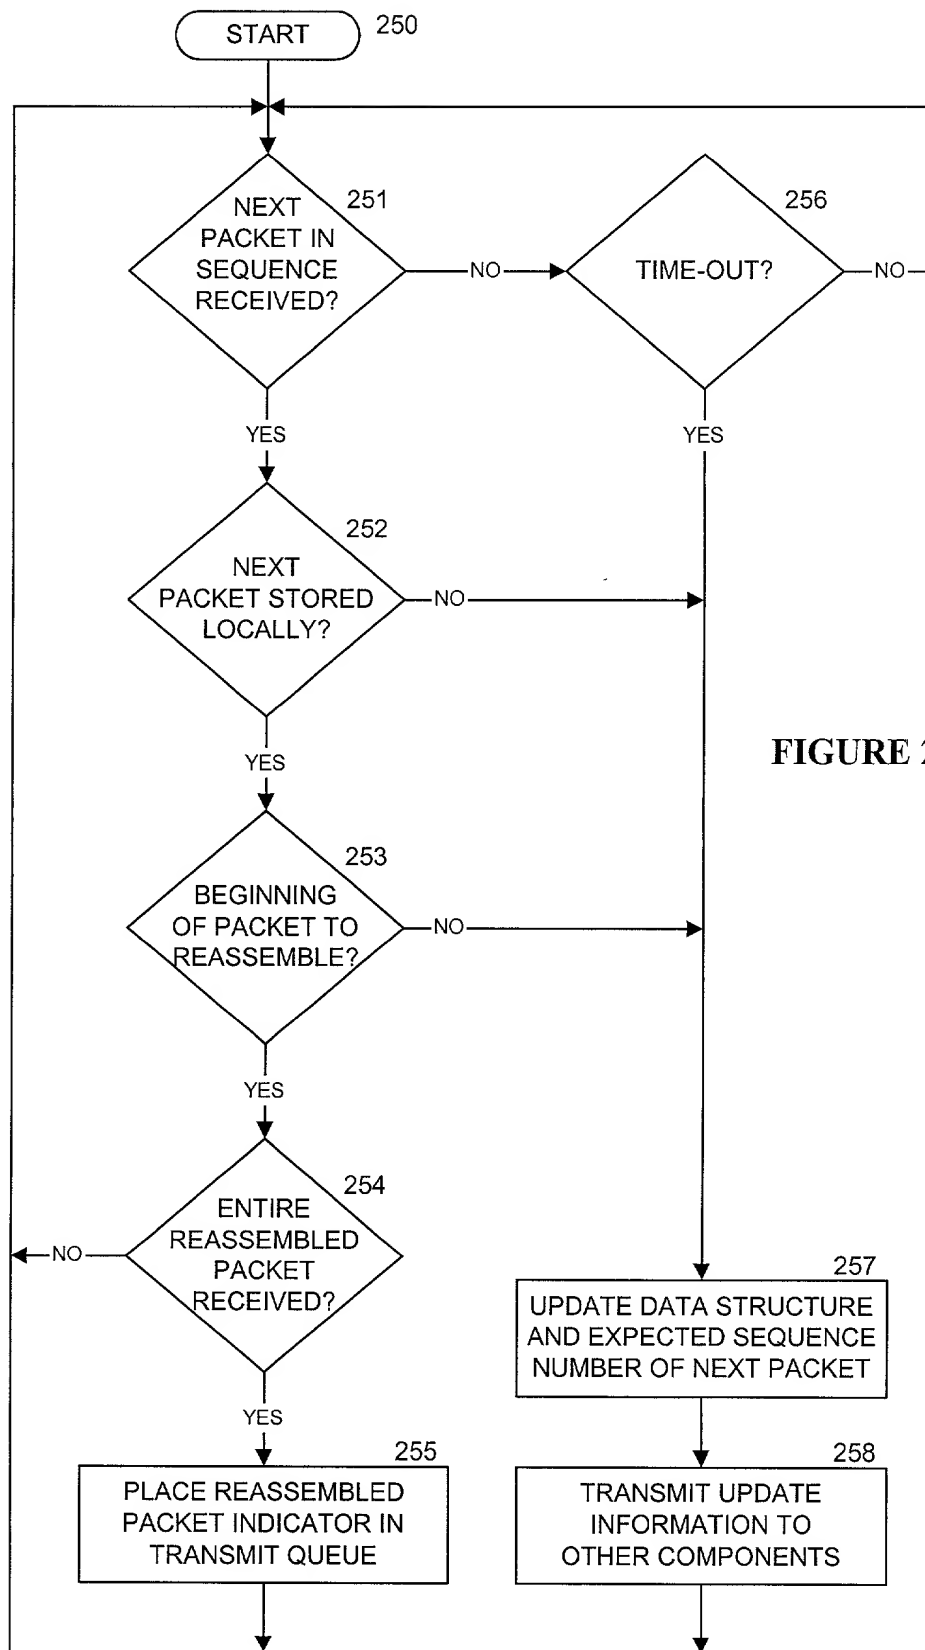 START
250
NEXT
PACKET IN
SEQUENCE
RECEIVED?
251
NO
TIME-OUT?
256
NO
YES
YES
NEXT
PACKET STORED
LOCALLY?
252
NO
YES
FIGURE
BEGINNING
OF PACKET TO
REASSEMBLE?
253
NO
YES
ENTIRE
REASSEMBLED
PACKET
RECEIVED?
254
NO
YES
257
UPDATE DATA STRUCTURE
AND EXPECTED SEQUENCE
NUMBER OF NEXT PACKET
255
PLACE REASSEMBLED
PACKET INDICATOR IN
TRANSMIT QUEUE
258
TRANSMIT UPDATE
INFORMATION TO
OTHER COMPONENTS